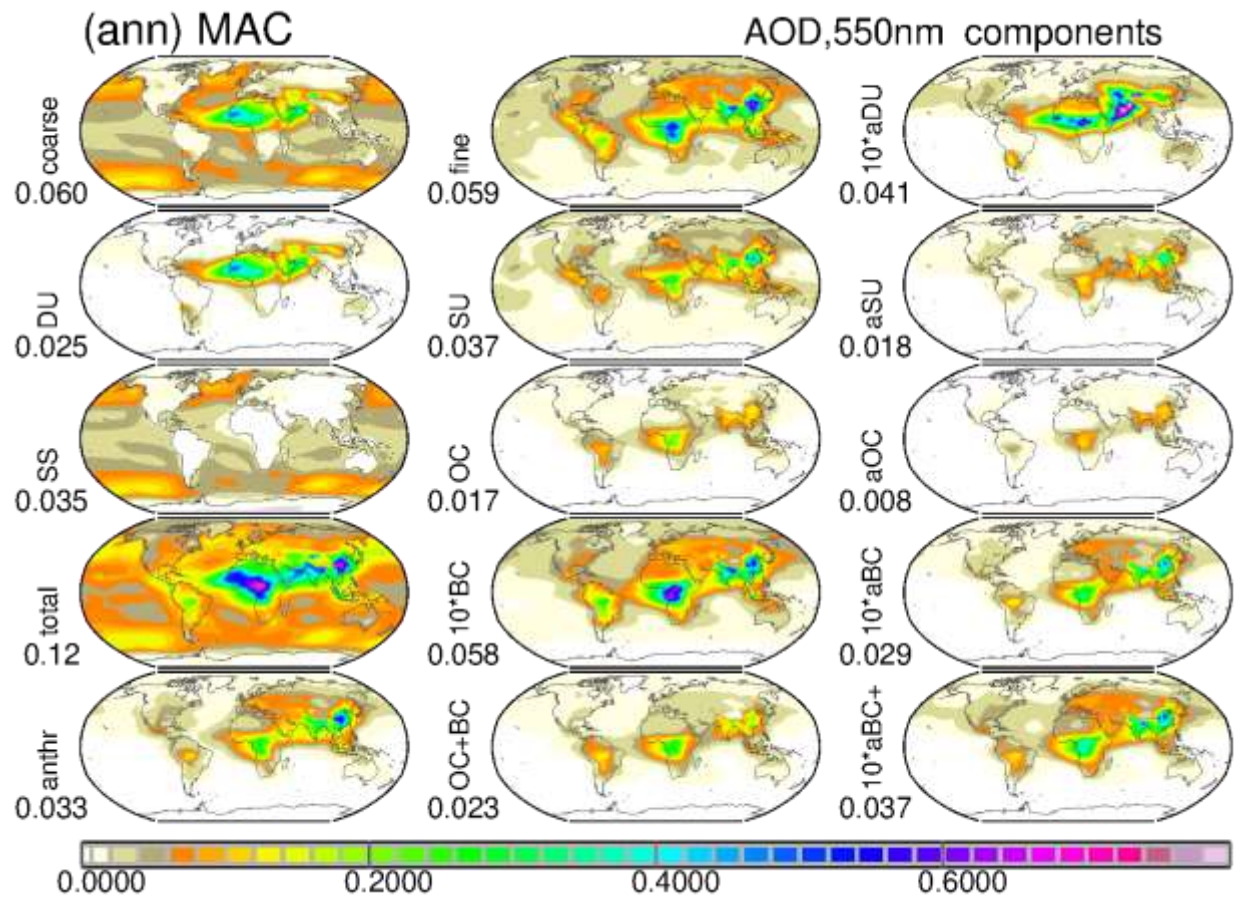 (ann) MAC
AOD,550nm components
coarse
0.060
fine
0.059
10*aDU
0.041
DU
0.025
SU
0.037
aSU
0.018
SS
0.035
OC
0.017
aOC
0.008
total
0.12
10*BC
0.058
10*aBC
0.029
anthr
0.033
OC+BC
0.023
10*aBC+
0.037
0.0000 0.2000 0.4000 0.6000